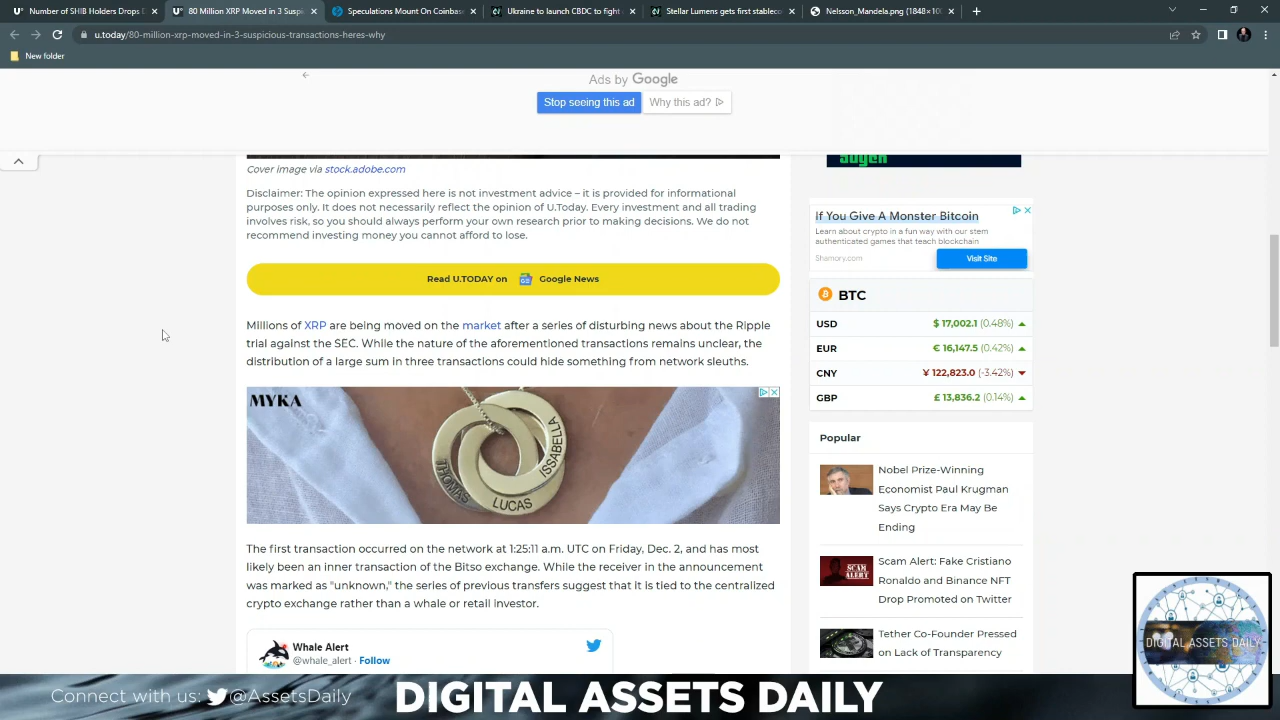 Number of SHIB Holders Drops
80 Million XRP Moved in 3 Suspi
Speculations Mount On Coinbase
Ukraine to launch CBDC to fight
Stellar Lumens gets first stableco
Nelsson_Mandela.png (1848×10
u.today/80-million-xrp-moved-in-3-suspicious-transactions-heres-why
New folder
Ads by Google
Stop seeing this ad
Why this ad?
Cover image via stock.adobe.com
Disclaimer: The opinion expressed here is not investment advice – it is provided for informational
purposes only. It does not necessarily reflect the opinion of U.Today. Every investment and all trading
involves risk, so you should always perform your own research prior to making decisions. We do not
recommend investing money you cannot afford to lose.
Read U.TODAY on Google News
Millions of XRP are being moved on the market after a series of disturbing news about the Ripple
trial against the SEC. While the nature of the aforementioned transactions remains unclear, the
distribution of a large sum in three transactions could hide something from network sleuths.
MYKA
THOMAS
LUCAS
ISSABELLA
The first transaction occurred on the network at 1:25:11 a.m. UTC on Friday, Dec. 2, and has most
likely been an inner transaction of the Bitso exchange. While the receiver in the announcement
was marked as "unknown," the series of previous transfers suggest that it is tied to the centralized
crypto exchange rather than a whale or retail investor.
Whale Alert
@whale_alert · Follow
If You Give A Monster Bitcoin
Learn about crypto in a fun way with our stem
authenticated games that teach blockchain
Shamory.com
Visit Site
BTC
USD $ 17,002.1 (0.48%)
EUR € 16,147.5 (0.42%)
CNY ¥ 122,823.0 (-3.42%)
GBP £ 13,836.2 (0.14%)
Popular
Nobel Prize-Winning
Economist Paul Krugman
Says Crypto Era May Be
Ending
SCAM
ALERT
Scam Alert: Fake Cristiano
Ronaldo and Binance NFT
Drop Promoted on Twitter
Tether Co-Founder Pressed
on Lack of Transparency
DIGITAL ASSETS DAILY
Connect with us: @AssetsDaily
DIGITAL ASSETS DAILY